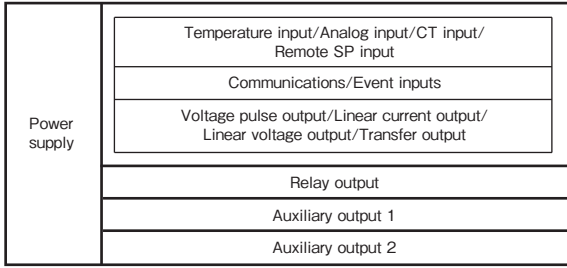 Power
supply
Temperature input/Analog input/CT input/
Remote SP input
Communications/Event inputs
Voltage pulse output/Linear current output/
Linear voltage output/Transfer output
Relay output
Auxiliary output 1
Auxiliary output 2